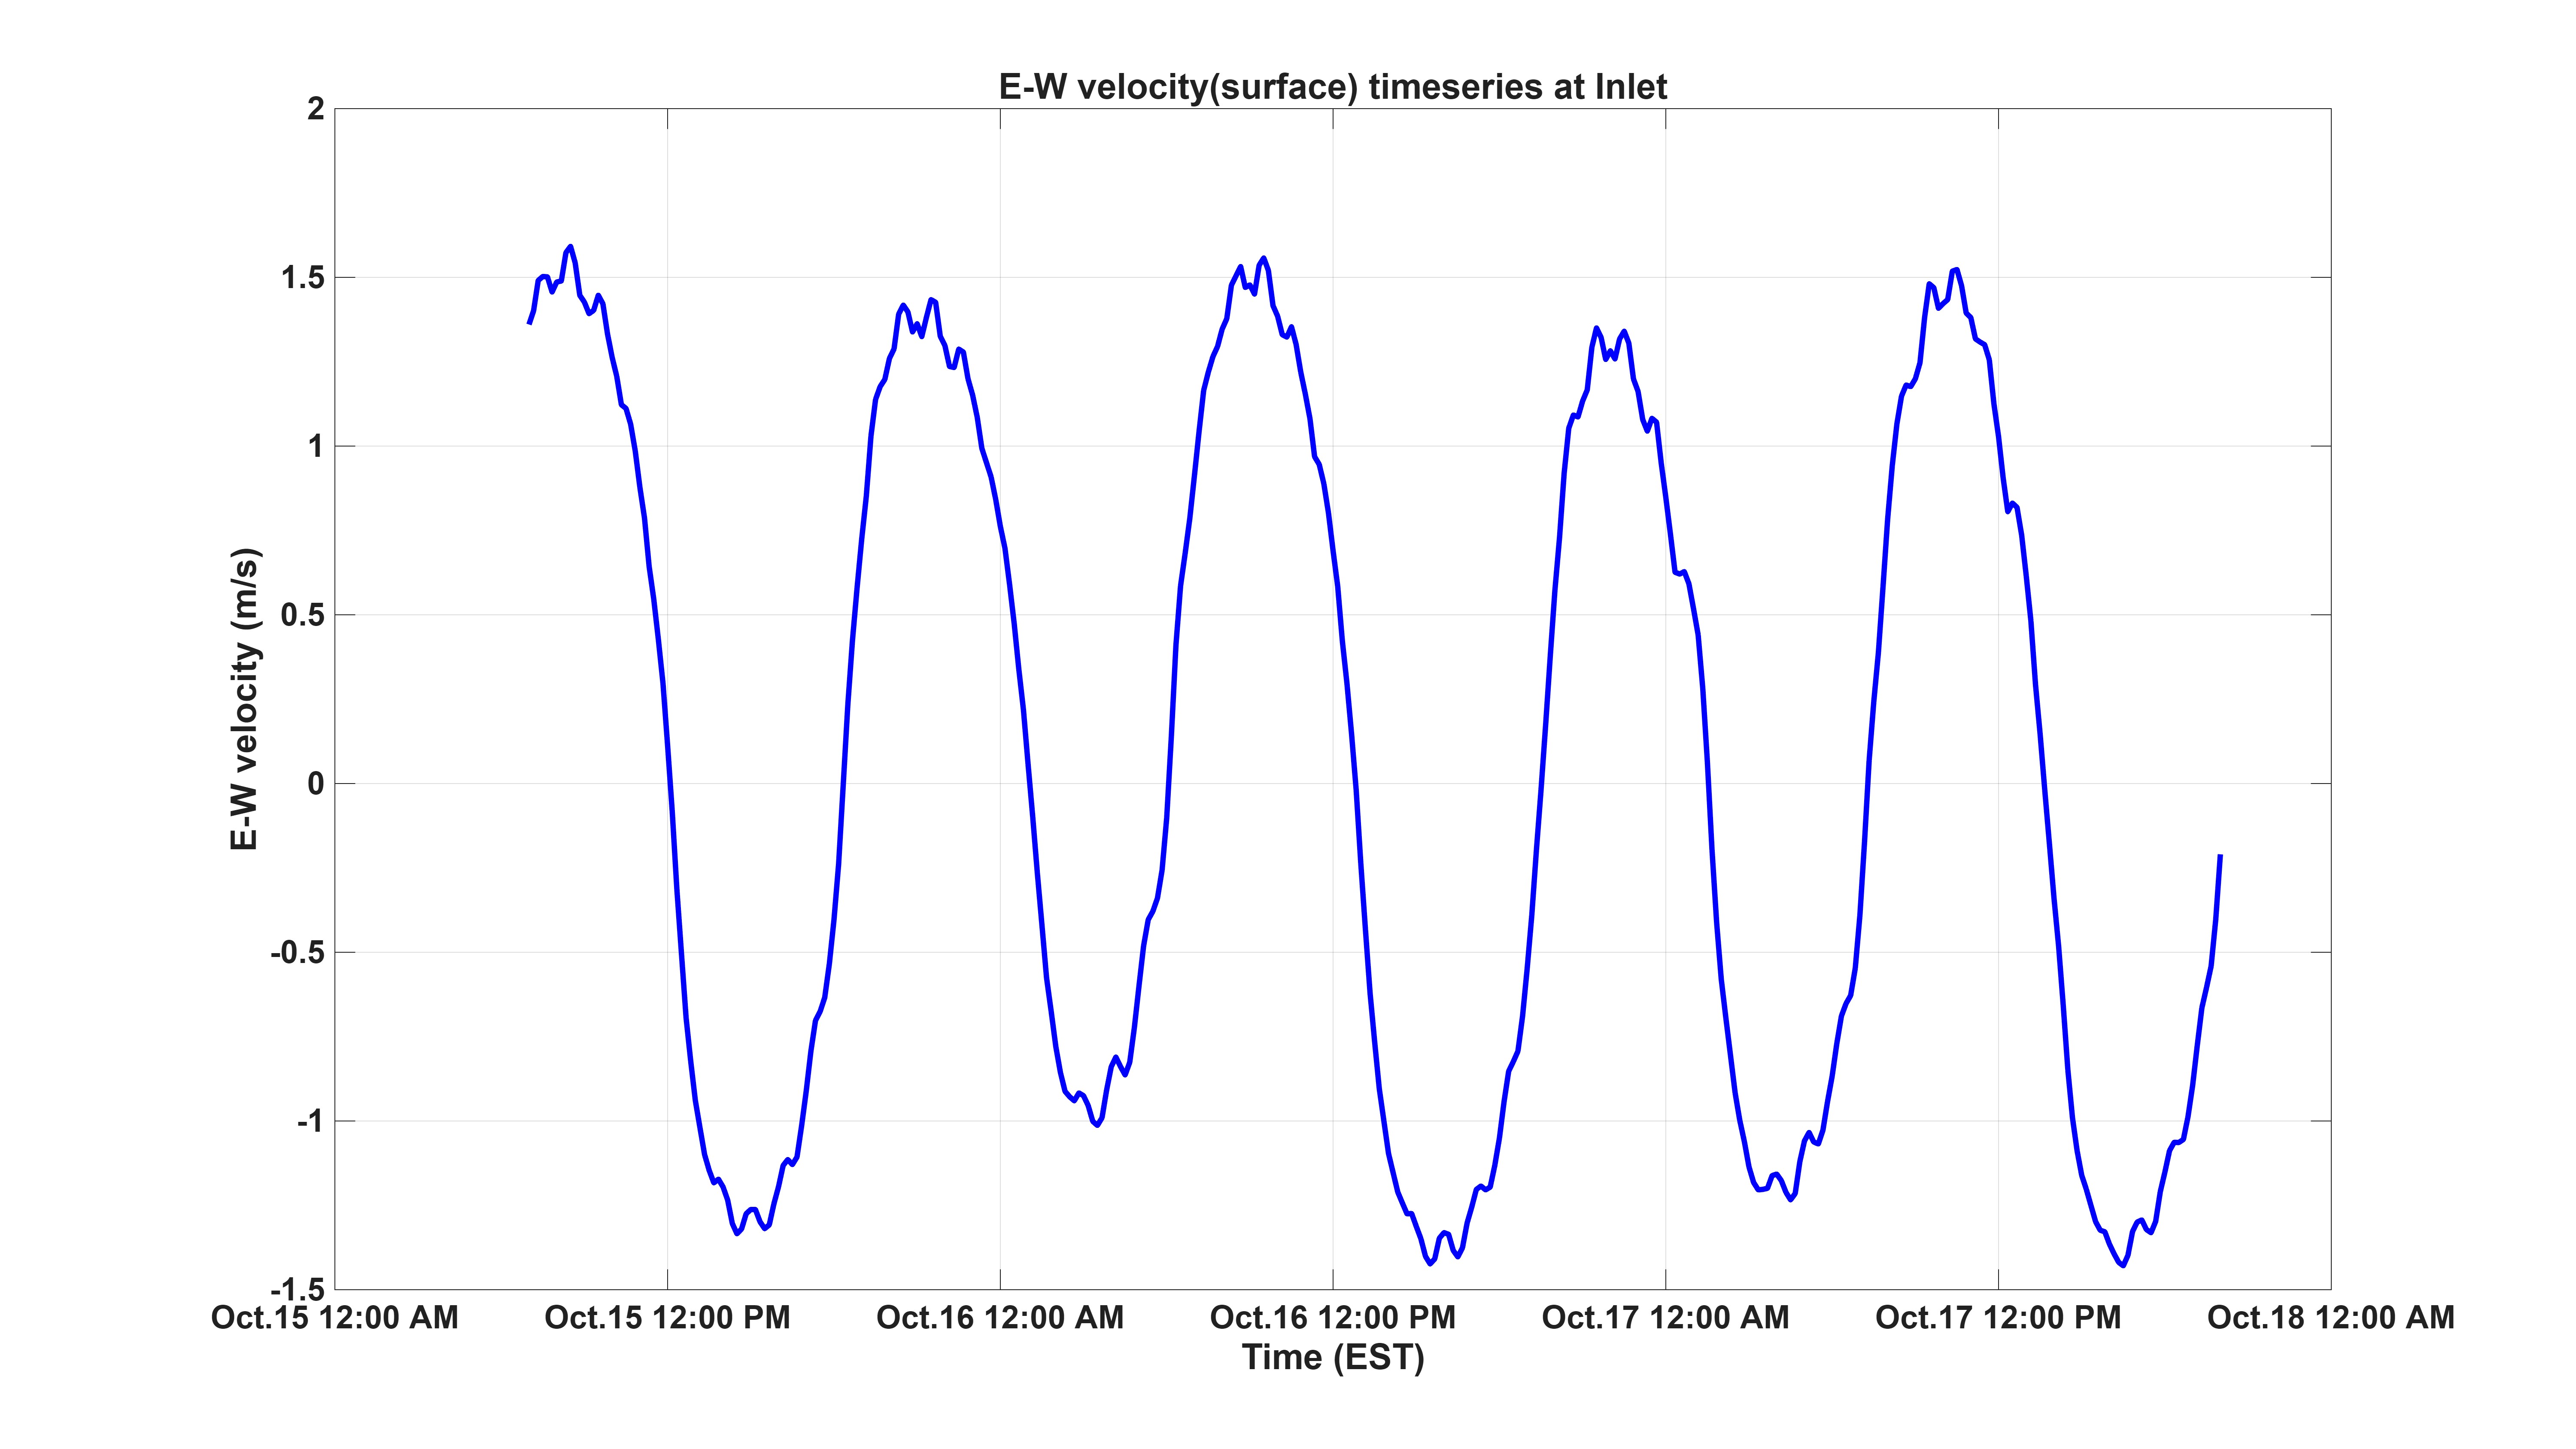 E-W velocity(surface) timeseries at Inlet
2
1.5
1
0.5
0
-0.5
-1
-1.5
E-W velocity (m/s)
Oct.15 12:00 AM Oct.15 12:00 PM Oct.16 12:00 AM Oct.16 12:00 PM Oct.17 12:00 AM Oct.17 12:00 PM Oct.18 12:00 AM
Time (EST)